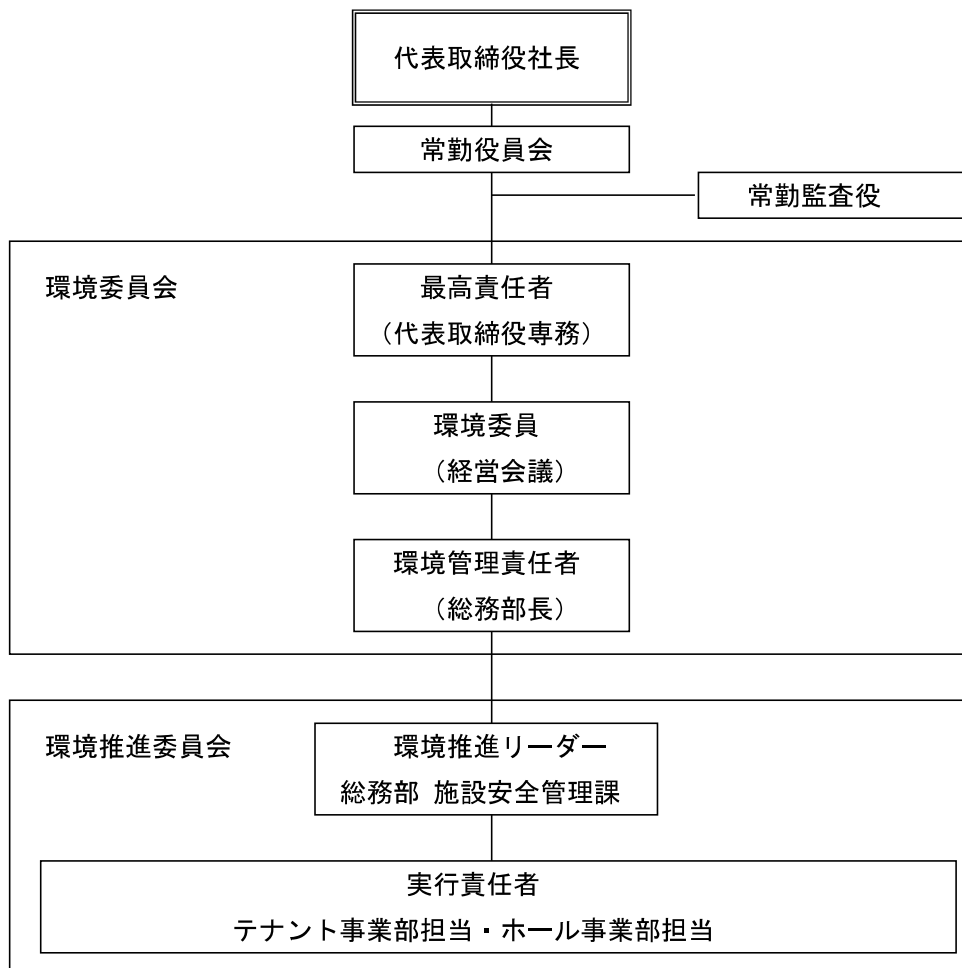 代表取締役社長
常勤役員会
常勤監査役
環境委員会
最高責任者
（代表取締役専務）
環境委員
（経営会議）
環境管理責任者
（総務部長）
環境推進委員会
環境推進リーダー
総務部 施設安全管理課
実行責任者
テナント事業部担当・ホール事業部担当